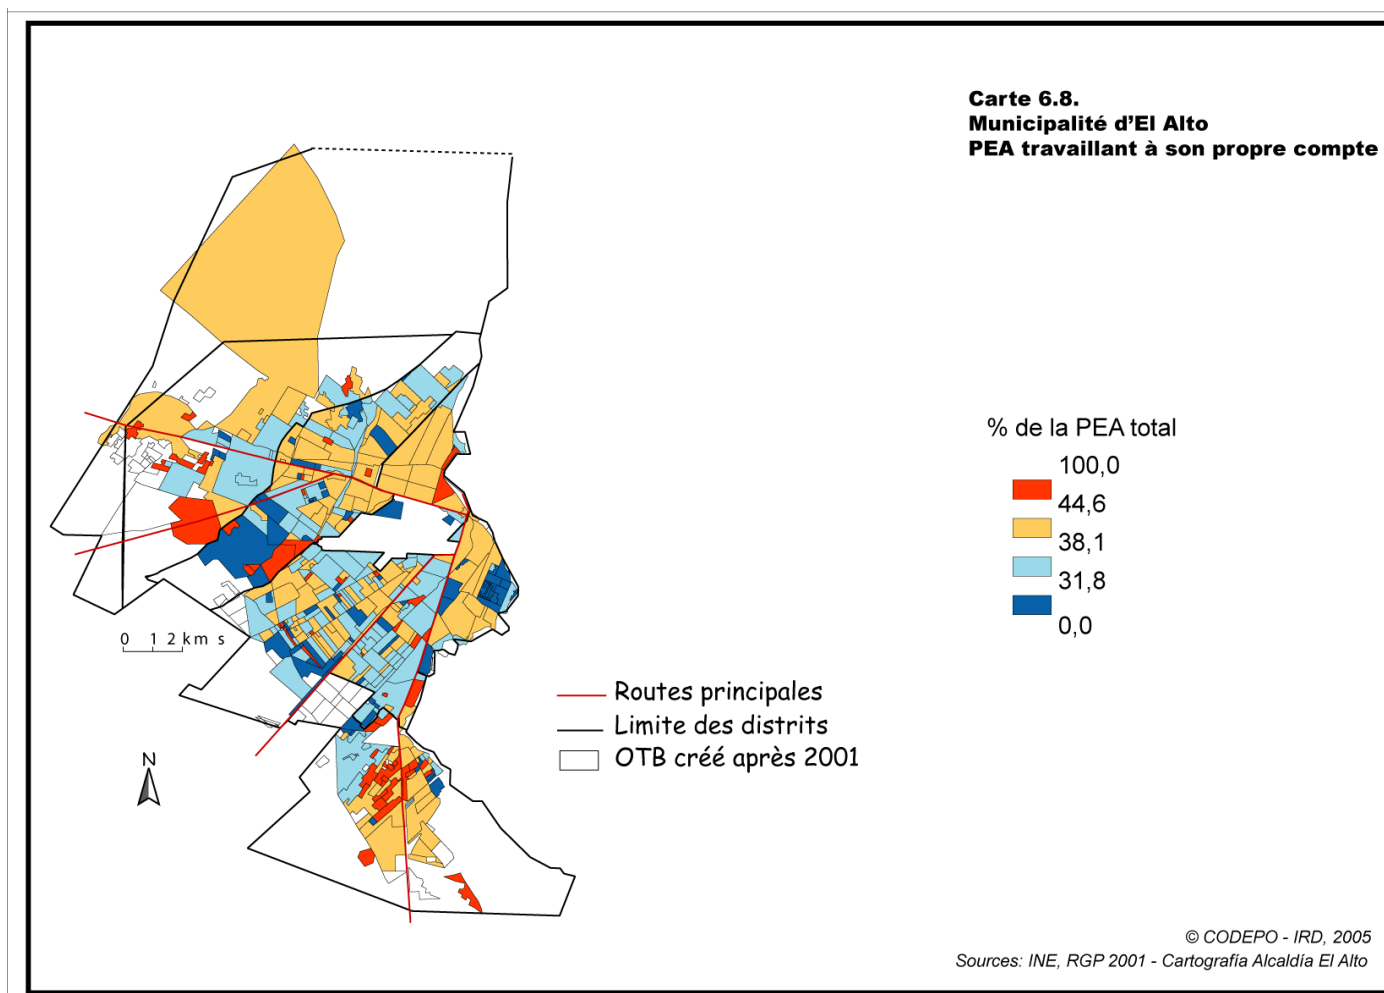 Carte 6.8.
Municipalité d'El Alto
PEA travaillant à son propre compte
% de la PEA total
100,0
44,6
38,1
31,8
0,0
0 1 2 km s
Routes principales
Limite des distrits
OTB créé après 2001
N
© CODEPO - IRD, 2005
Sources: INE, RGP 2001 - Cartografía Alcaldía El Alto